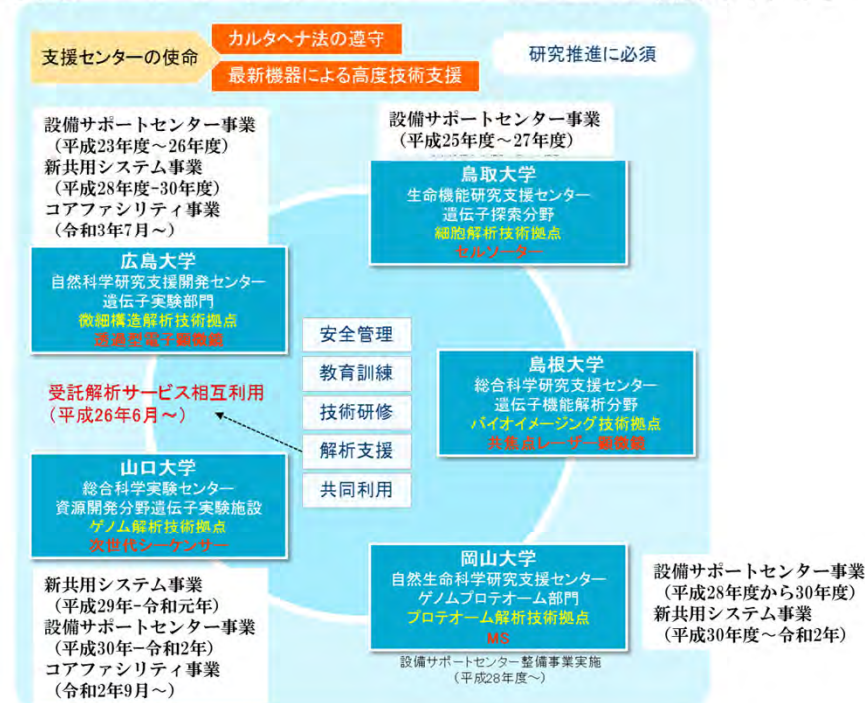 支援センターの使命
カルタヘナ法の遵守
最新機器による高度技術支援
研究推進に必須
設備サポートセンター事業
(平成23年度～26年度)
新共用システム事業
(平成28年度-30年度)
コアファシリティ事業
(令和3年7月～)
広島大学
自然科学研究支援開発センター
遺伝子実験部門
微細構造解析技術拠点
透過型電子顕微鏡
設備サポートセンター事業
(平成25年度～27年度)
鳥取大学
生命機能研究支援センター
遺伝子探索分野
細胞解析技術拠点
セルソーター
安全管理
教育訓練
技術研修
解析支援
共同利用
島根大学
総合科学研究支援センター
遺伝子機能解析分野
バイオイメージング技術拠点
共焦点レーザー顕微鏡
受託解析サービス相互利用
(平成26年6月～)
山口大学
総合科学実験センター
資源開発分野遺伝子実験施設
ゲノム解析技術拠点
次世代シーケンサー
新共用システム事業
(平成29年-令和元年)
設備サポートセンター事業
(平成30年ー令和2年)
コアファシリティ事業
(令和2年9月～)
岡山大学
自然生命科学研究支援センター
ゲノムプロテオーム部門
プロテオーム解析技術拠点
MS
設備サポートセンター整備事業実施
(平成28年度～)
設備サポートセンター事業
(平成28年度から30年度)
新共用システム事業
(平成30年度～令和2年)